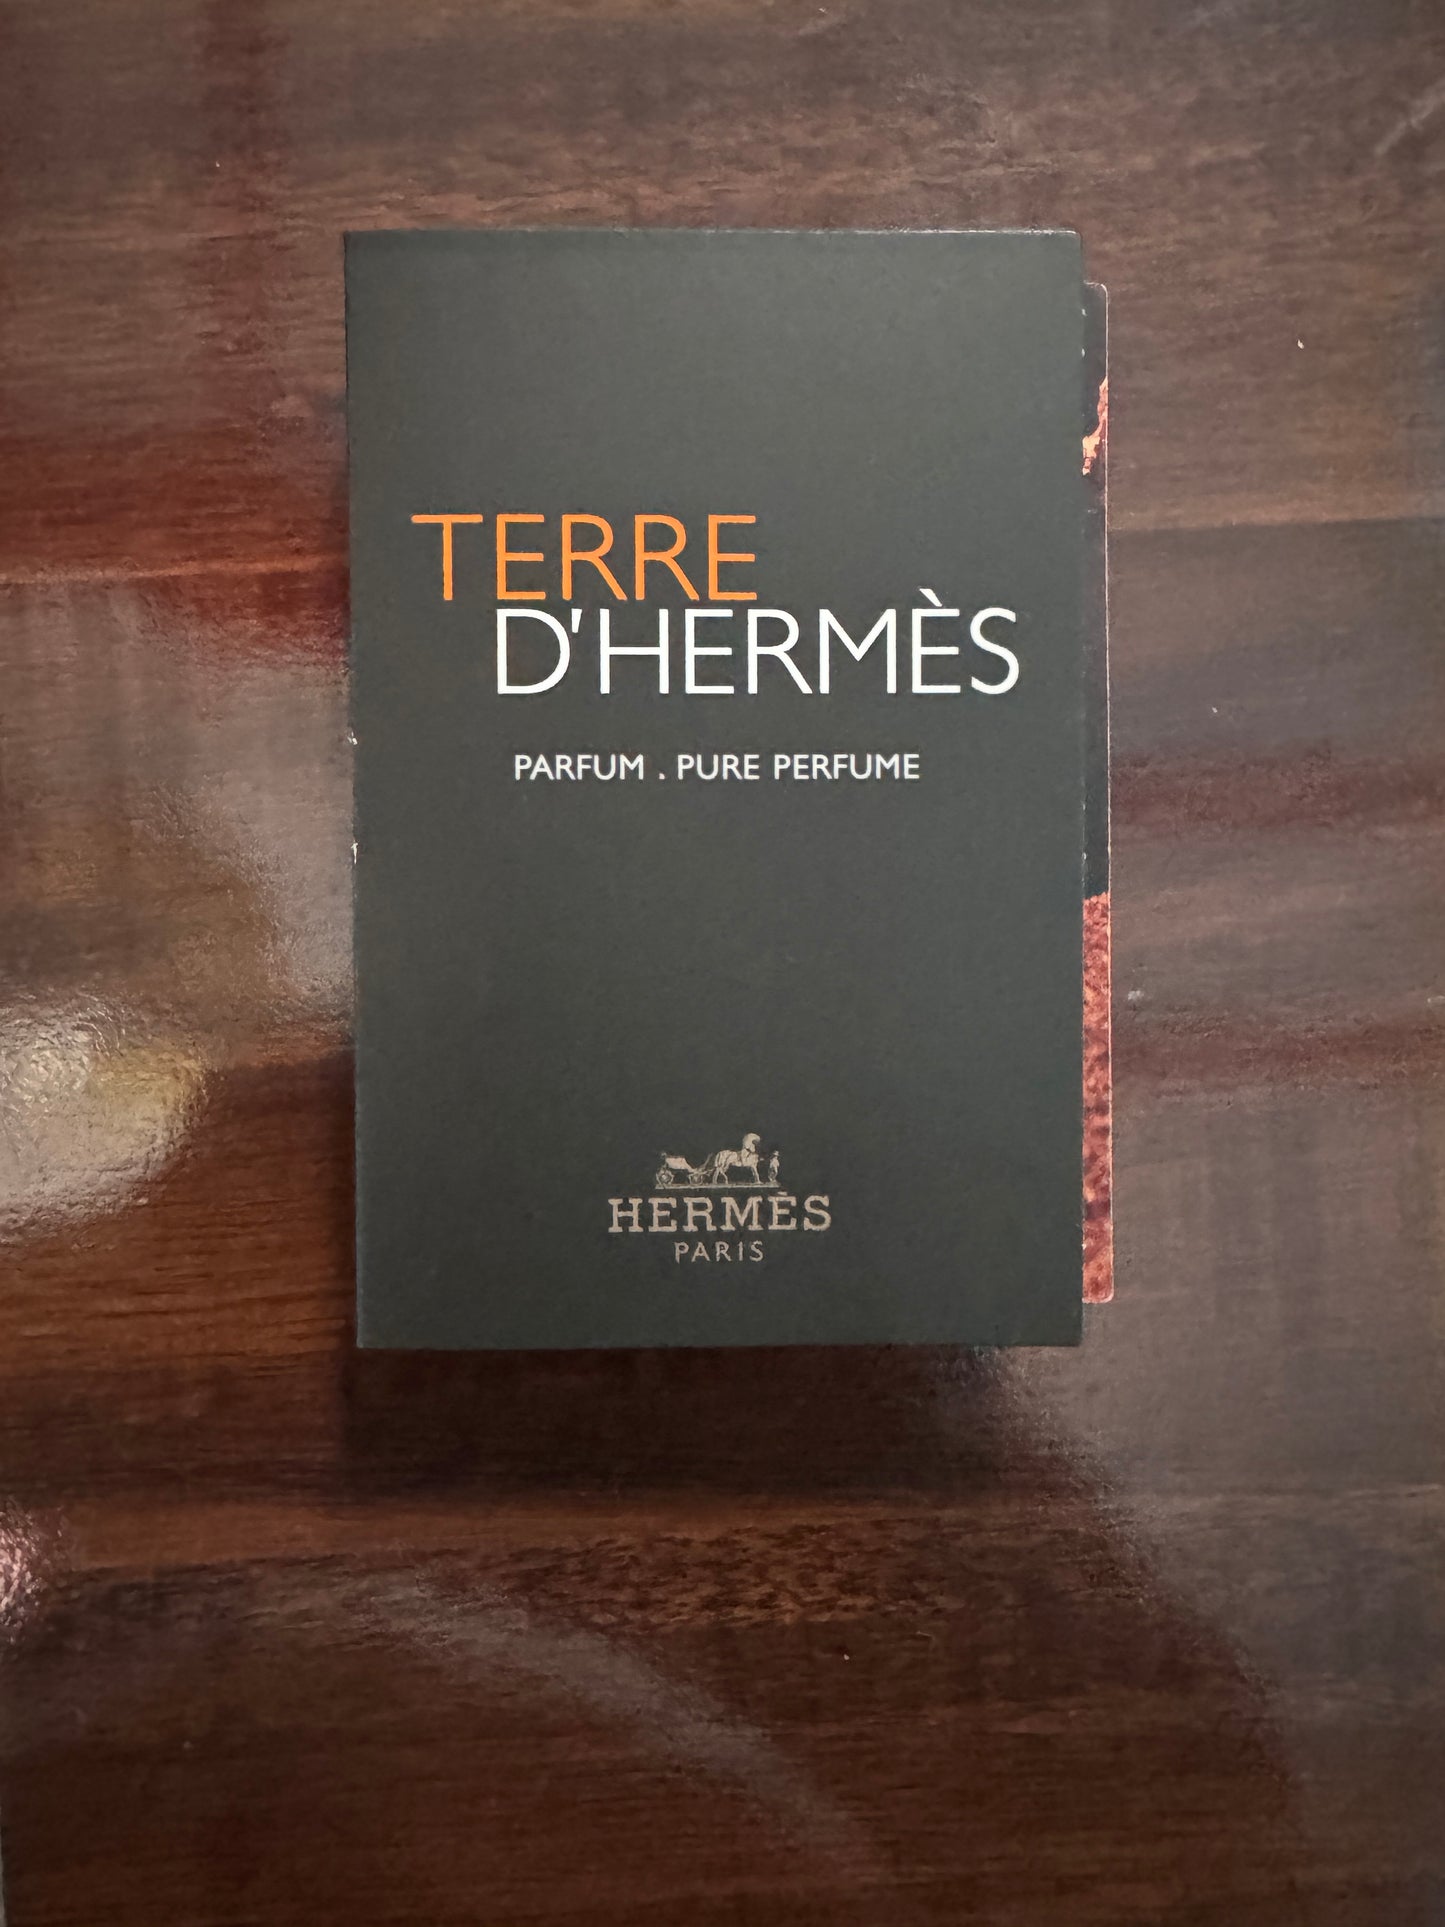 TERRE
D'HERMÈS
PARFUM . PURE PERFUME
HERMÈS
PARIS